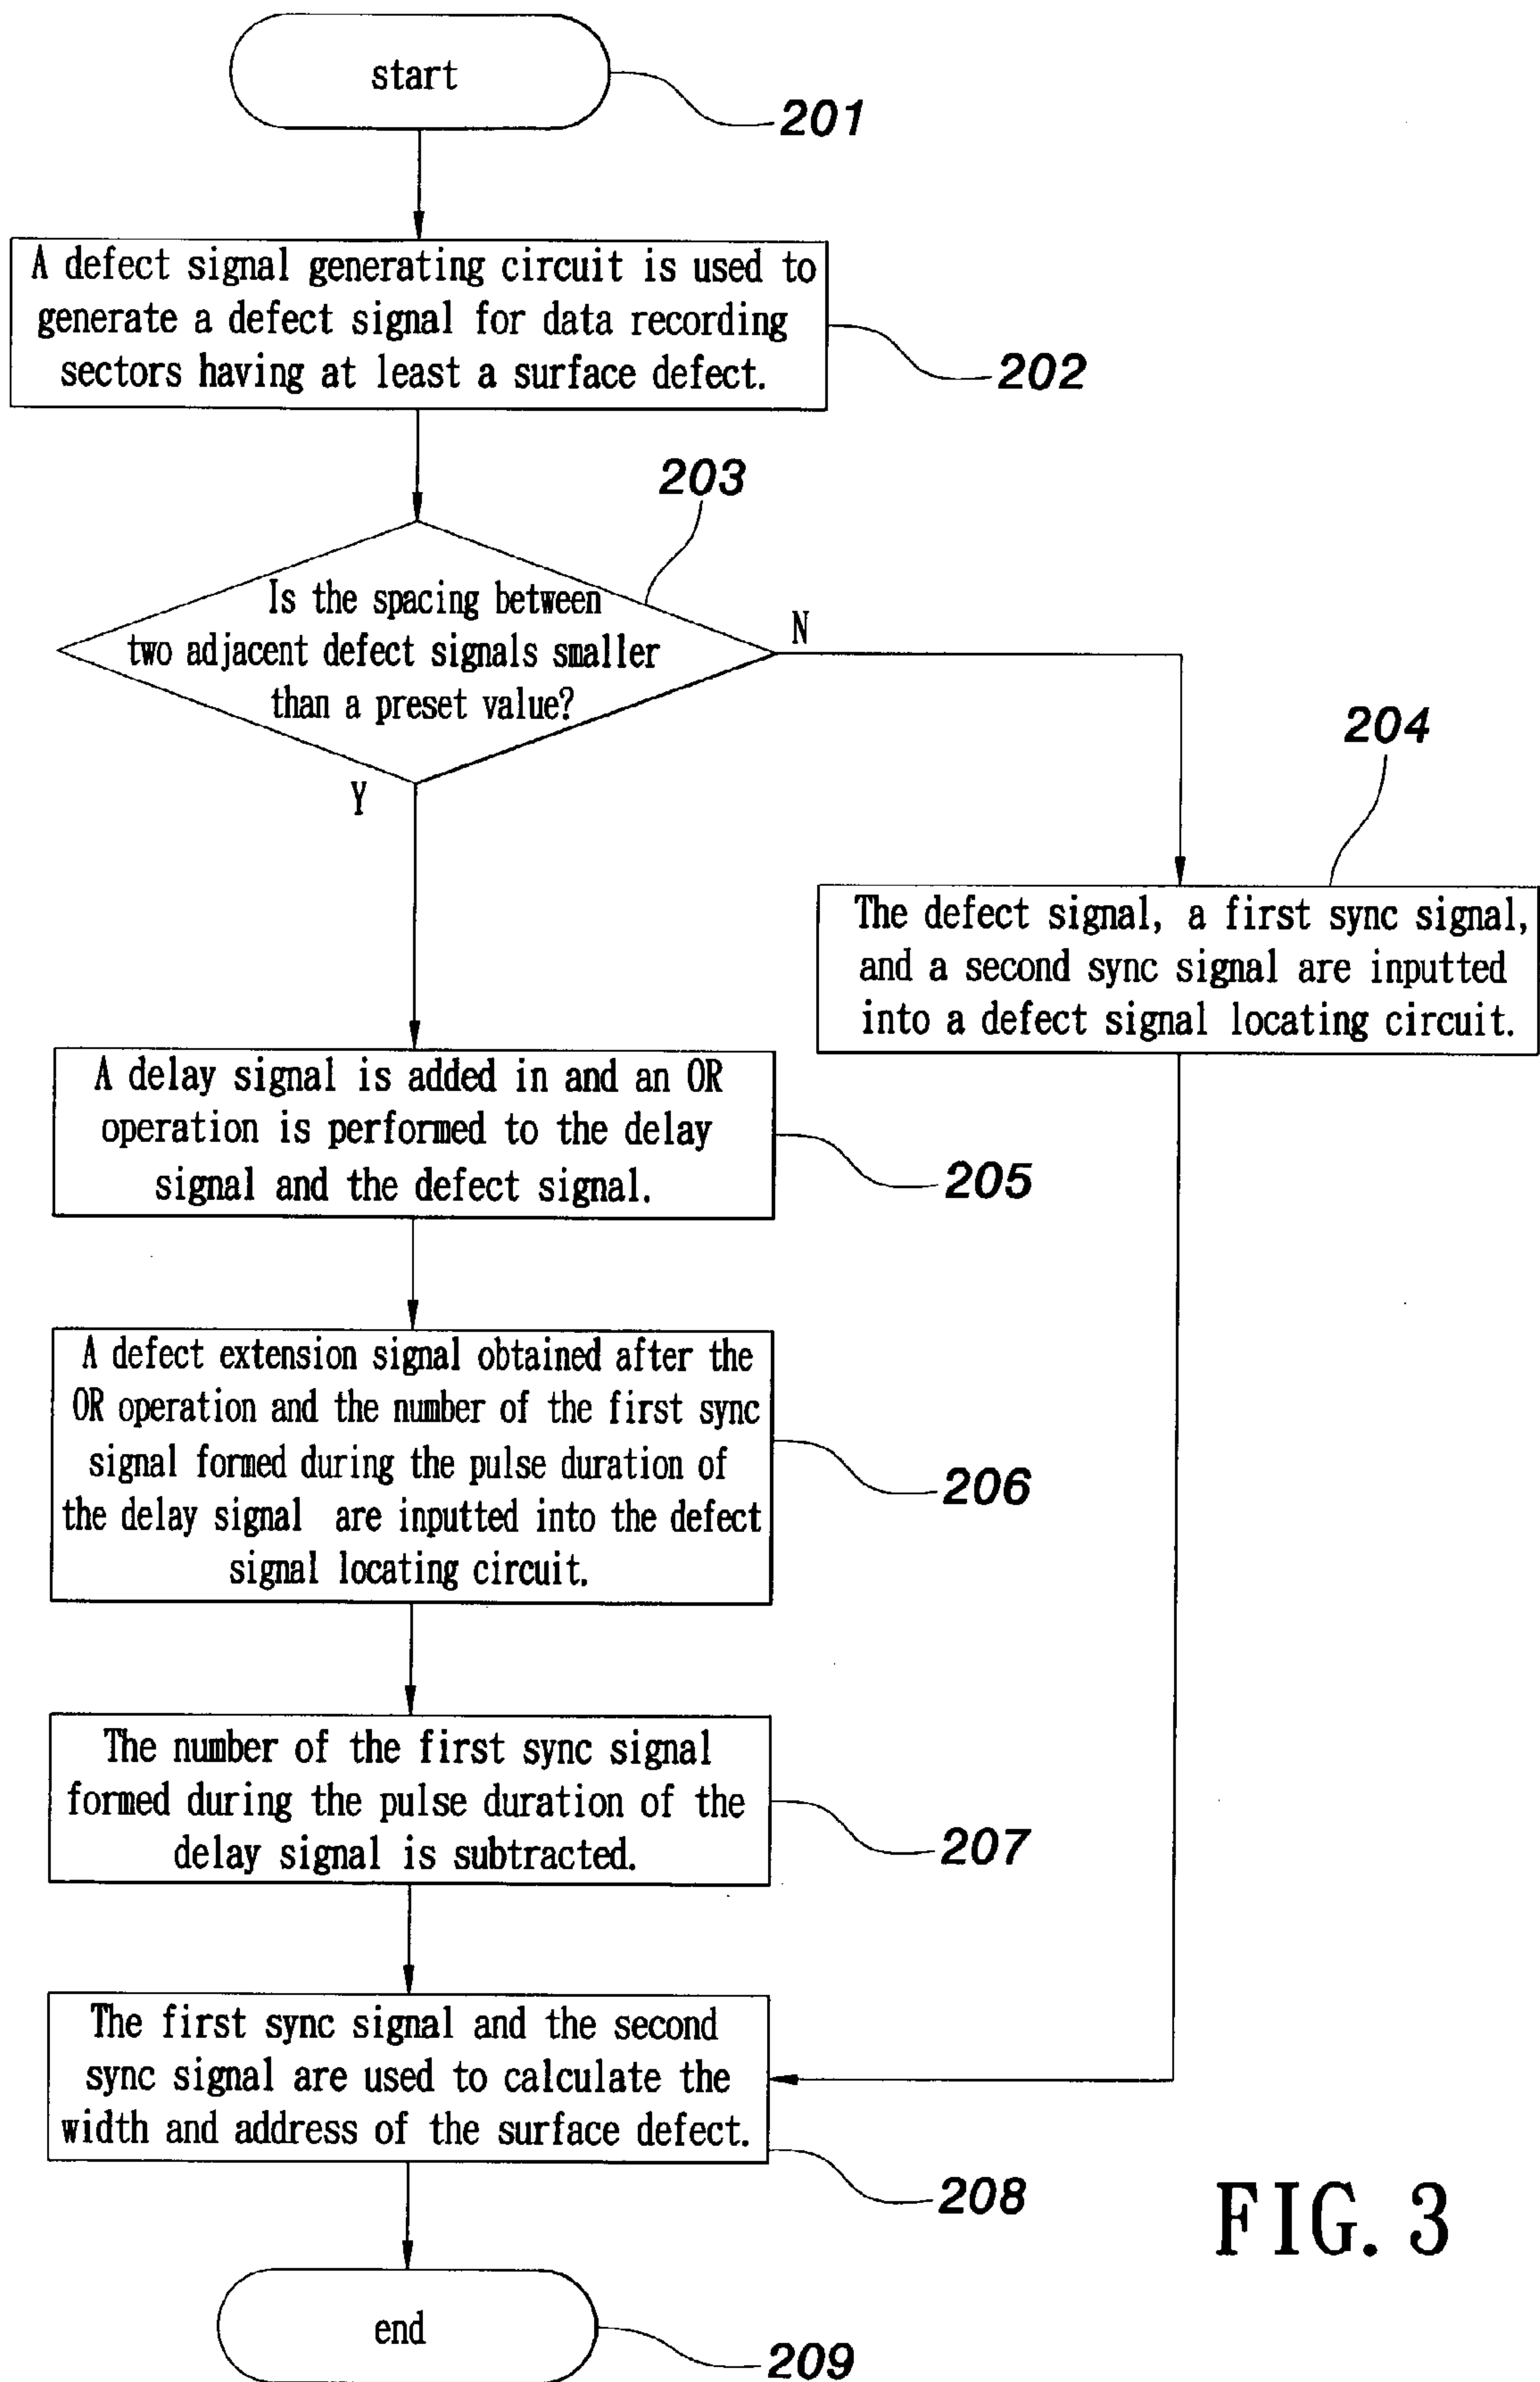 start
201
A defect signal generating circuit is used to
generate a defect signal for data recording
sectors having at least a surface defect.
202
203
Is the spacing between
two adjacent defect signals smaller
than a preset value?
N
Y
204
The defect signal, a first sync signal,
and a second sync signal are inputted
into a defect signal locating circuit.
A delay signal is added in and an OR
operation is performed to the delay
signal and the defect signal.
205
A defect extension signal obtained after the
OR operation and the number of the first sync
signal formed during the pulse duration of
the delay signal are inputted into the defect
signal locating circuit.
206
The number of the first sync signal
formed during the pulse duration of the
delay signal is subtracted.
207
The first sync signal and the second
sync signal are used to calculate the
width and address of the surface defect.
208
FIG. 3
end
209